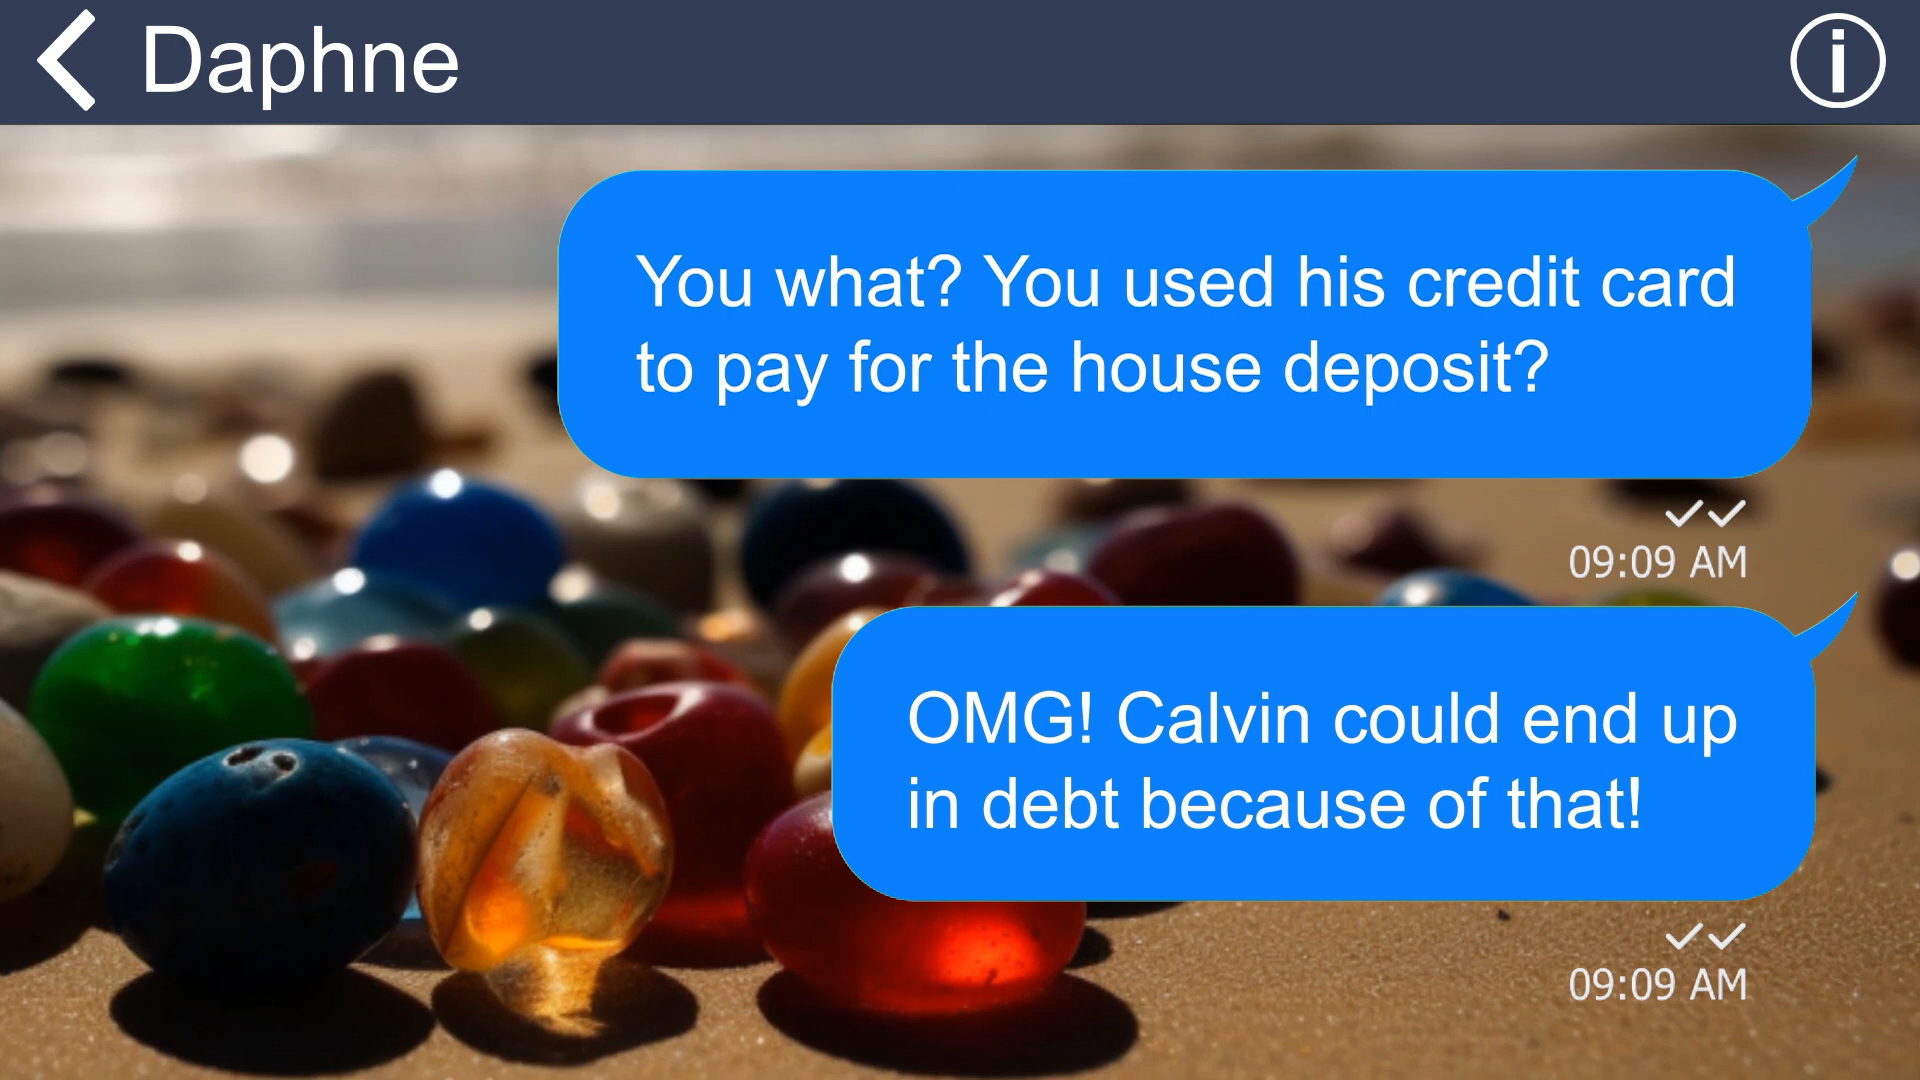 Daphne
You what? You used his credit card
to pay for the house deposit?
09:09 AM
OMG! Calvin could end up
in debt because of that!
09:09 AM